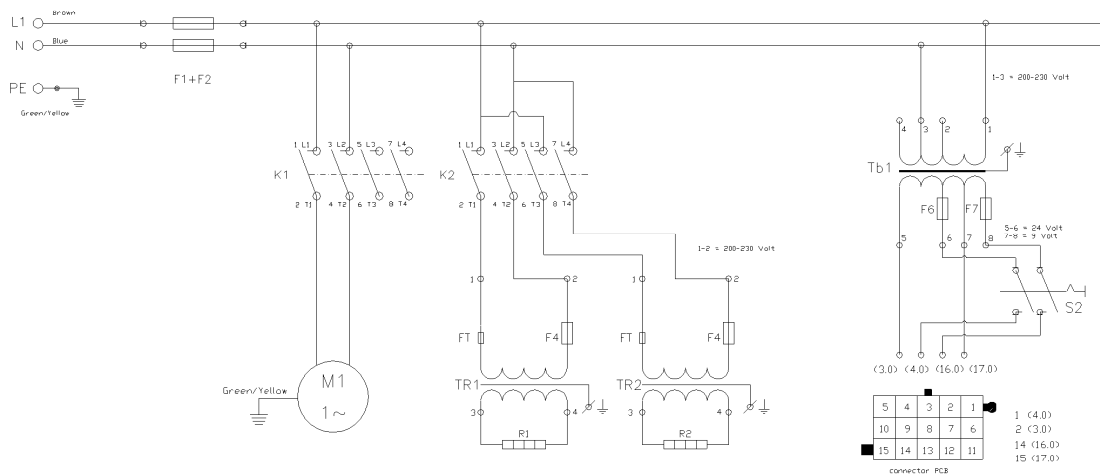 L1 Brown
N Blue
F1+F2
PE
Green/Yellow
1-3 = 200-230 Volt
4 3 2 1
Tb1
1 L1 3 L2 5 L3 7 L4
K1
2 T1 4 T2 6 T3 8 T4
1 L1 3 L2 5 L3 7 L4
K2
2 T1 4 T2 6 T3 8 T4
F6 F7
5 6 7 8
5-6 = 24 Volt
7-8 = 9 Volt
1-2 = 200-230 Volt
1 2 1 2
S2
FT F4 FT F4
(3.0) (4.0) (16.0) (17.0)
TR1 TR2
M1
1~
Green/Yellow
3 4 3 4
R1 R2
5 4 3 2 1
10 9 8 7 6
15 14 13 12 11
connector PCB
1 (4.0)
2 (3.0)
14 (16.0)
15 (17.0)